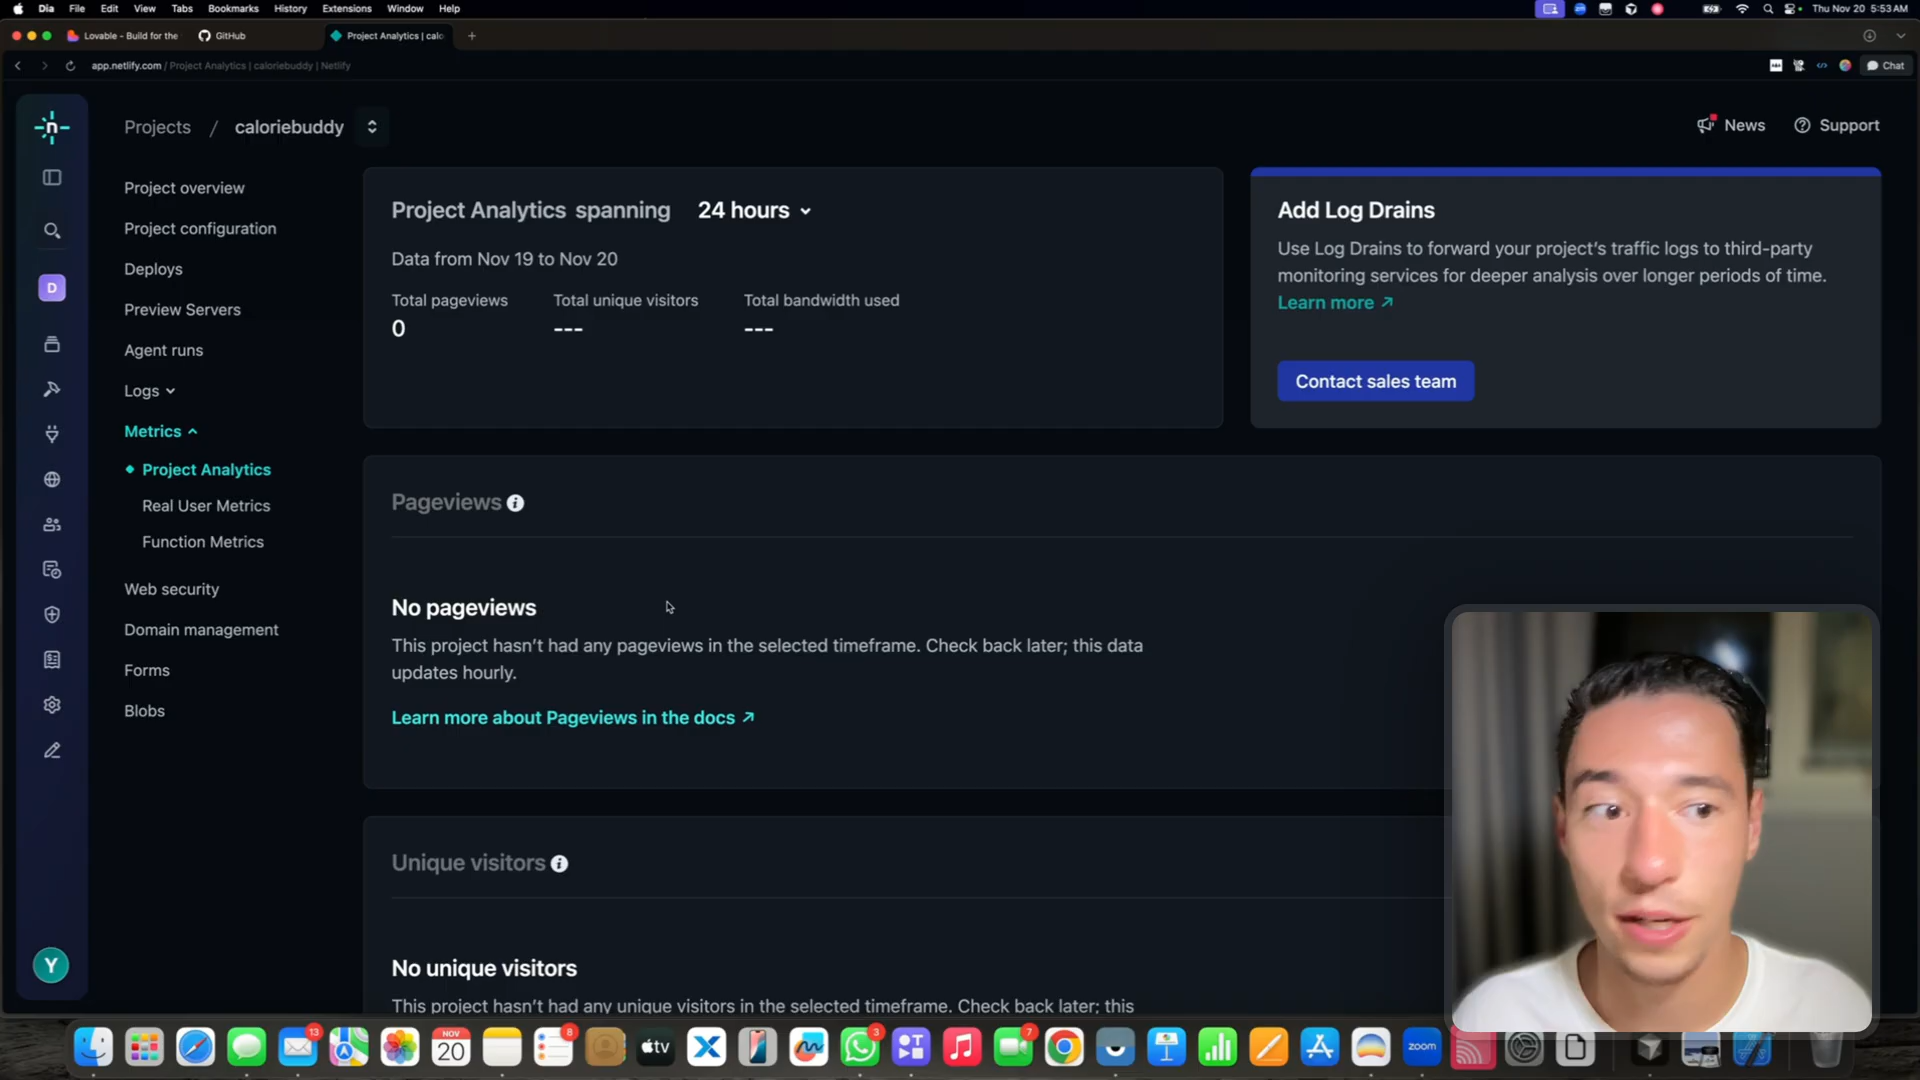 Dia File Edit View Tabs Bookmarks History Extensions Window Help
Thu Nov 20 5:53 AM
Lovable - Build for the
GitHub
Project Analytics | calo
app.netlify.com / Project Analytics | caloriebuddy | Netlify
Chat
Projects / caloriebuddy
News
Support
D
Y
Project overview
Project configuration
Deploys
Preview Servers
Agent runs
Logs
Metrics
Project Analytics
Real User Metrics
Function Metrics
Web security
Domain management
Forms
Blobs
Project Analytics spanning 24 hours
Data from Nov 19 to Nov 20
Total pageviews
0
Total unique visitors
---
Total bandwidth used
---
Add Log Drains
Use Log Drains to forward your project's traffic logs to third-party
monitoring services for deeper analysis over longer periods of time.
Learn more ↗
Contact sales team
Pageviews
No pageviews
This project hasn't had any pageviews in the selected timeframe. Check back later; this data
updates hourly.
Learn more about Pageviews in the docs ↗
Unique visitors
No unique visitors
This project hasn't had any unique visitors in the selected timeframe. Check back later; this
13
NOV
20
8
tv
3
7
zoom